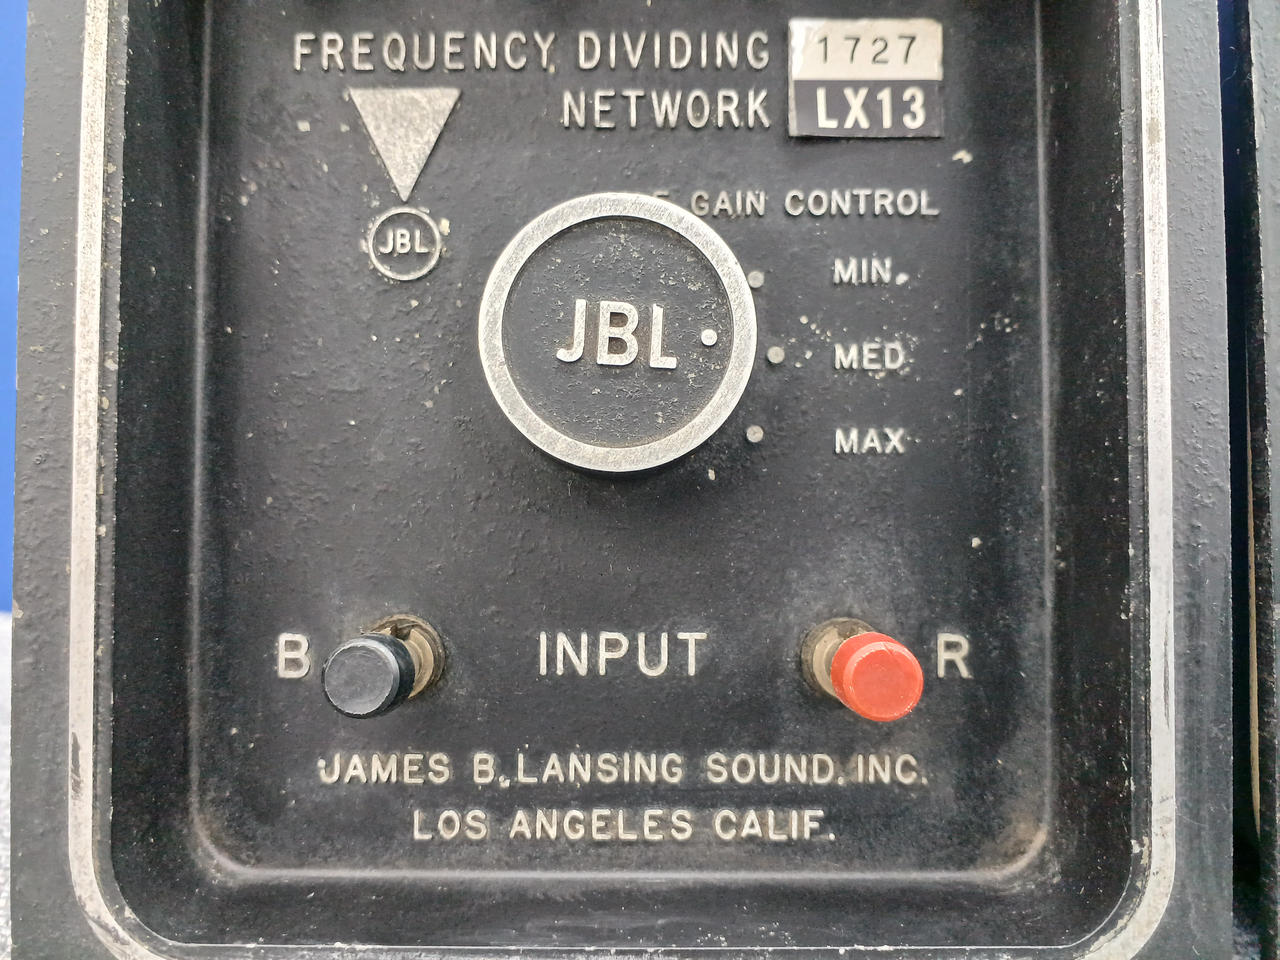 FREQUENCY DIVIDING
NETWORK
1727
LX13
JBL
GAIN CONTROL
JBL
MIN.
MED
MAX
B
INPUT
R
JAMES B. LANSING SOUND, INC.
LOS ANGELES CALIF.